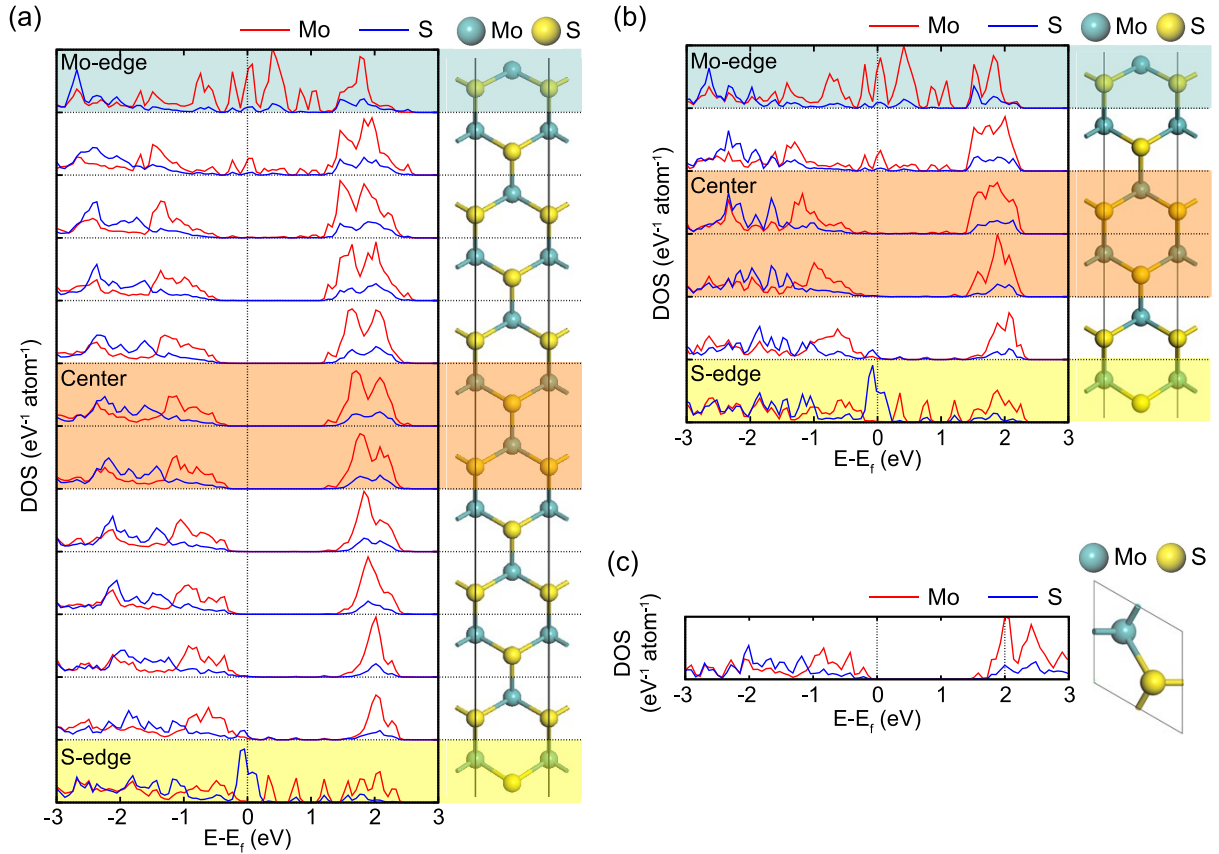 (a)
Mo S Mo S
Mo-edge
Center
S-edge
DOS (eV⁻¹ atom⁻¹)
-3 -2 -1 0 1 2 3
E-E_f (eV)
(b)
Mo S Mo S
Mo-edge
Center
S-edge
DOS (eV⁻¹ atom⁻¹)
-3 -2 -1 0 1 2 3
E-E_f (eV)
(c)
Mo S
Mo S
DOS
(eV⁻¹ atom⁻¹)
-3 -2 -1 0 1 2 3
E-E_f (eV)